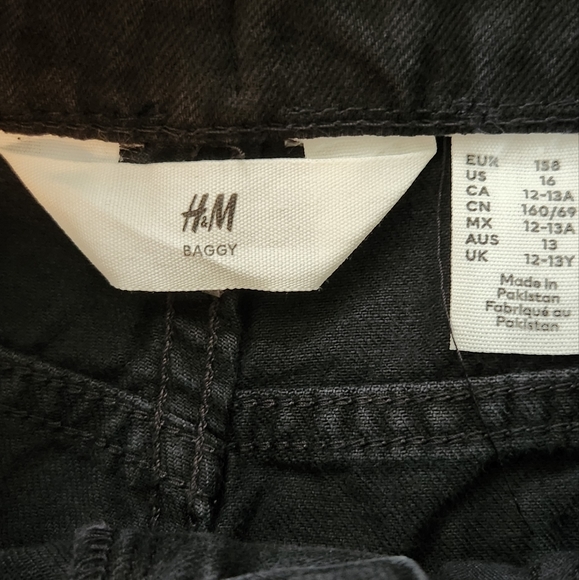 H&M
BAGGY
EUR 158
US 16
CA 12-13A
CN 160/69
MX 12-13A
AUS 13
UK 12-13Y
Made in
Pakistan
Fabriqué au
Pakistan